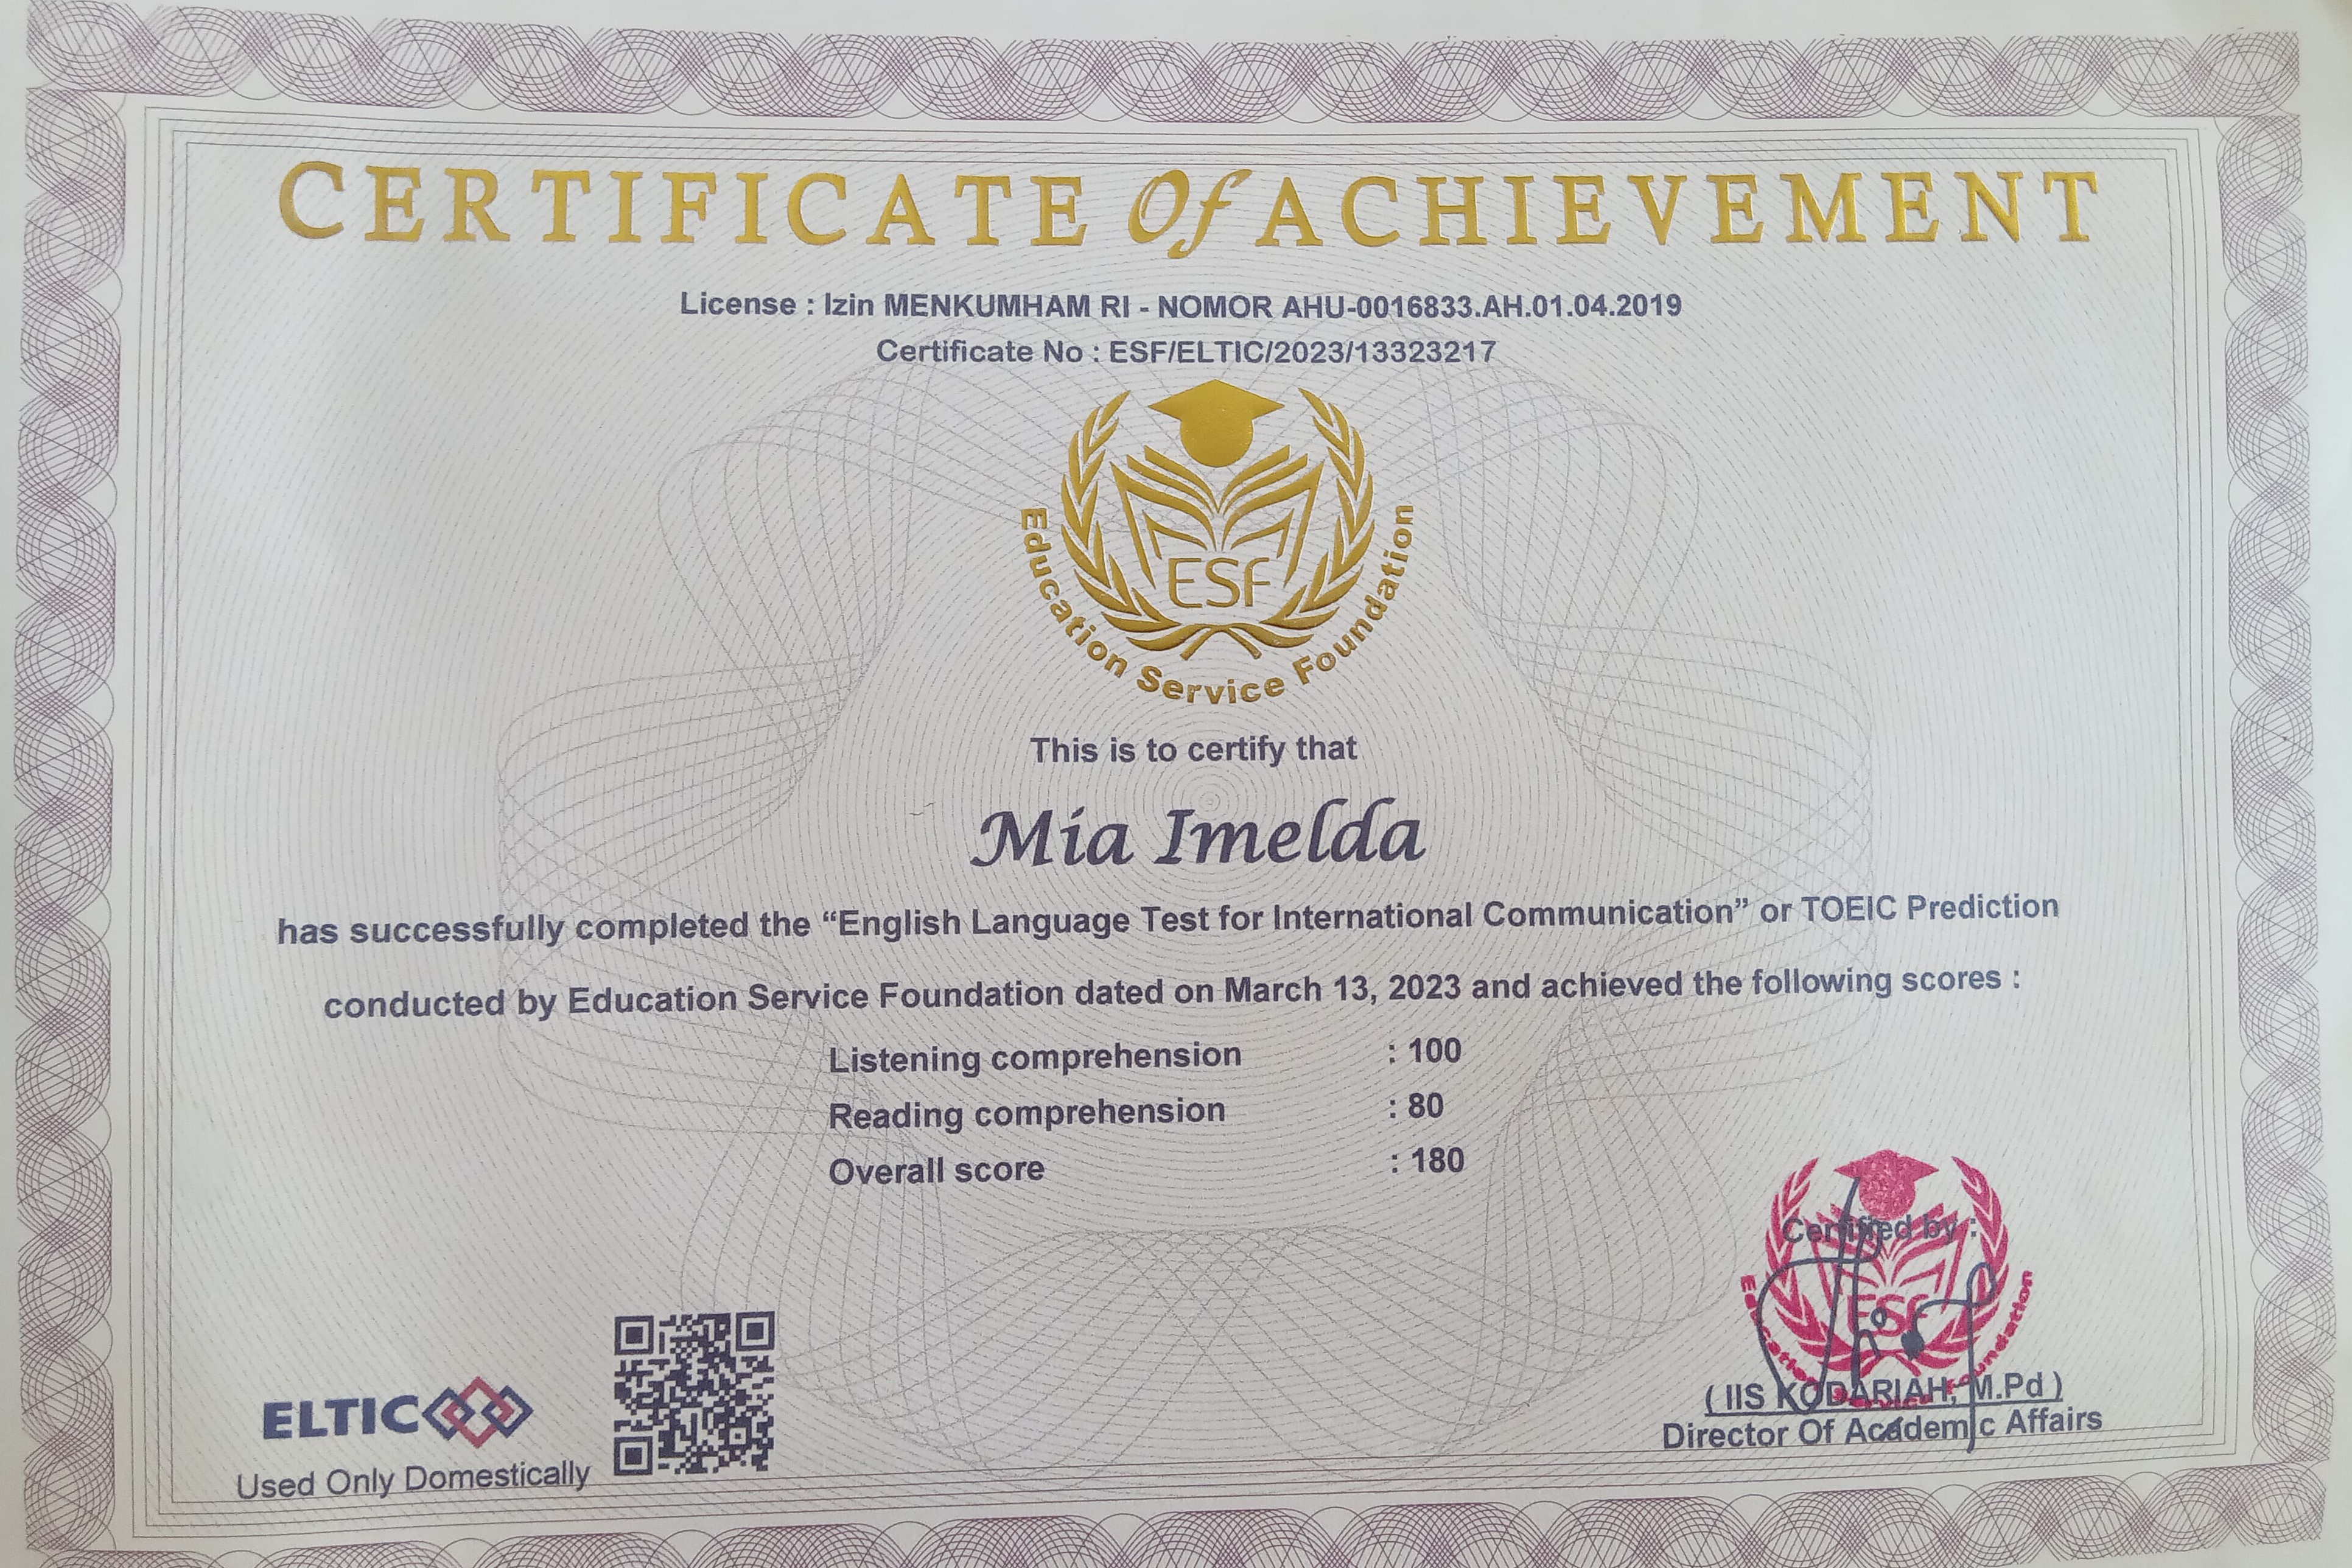 CERTIFICATE Of ACHIEVEMENT
License : Izin MENKUMHAM RI - NOMOR AHU-0016833.AH.01.04.2019
Certificate No : ESF/ELTIC/2023/13323217
ESF
Education Service Foundation
This is to certify that
Mia Imelda
has successfully completed the “English Language Test for International Communication” or TOEIC Prediction
conducted by Education Service Foundation dated on March 13, 2023 and achieved the following scores :
Listening comprehension : 100
Reading comprehension : 80
Overall score : 180
Certified by :
ESF
Education Service Foundation
( IIS KODARIAH, M.Pd )
Director Of Academic Affairs
ELTIC
Used Only Domestically